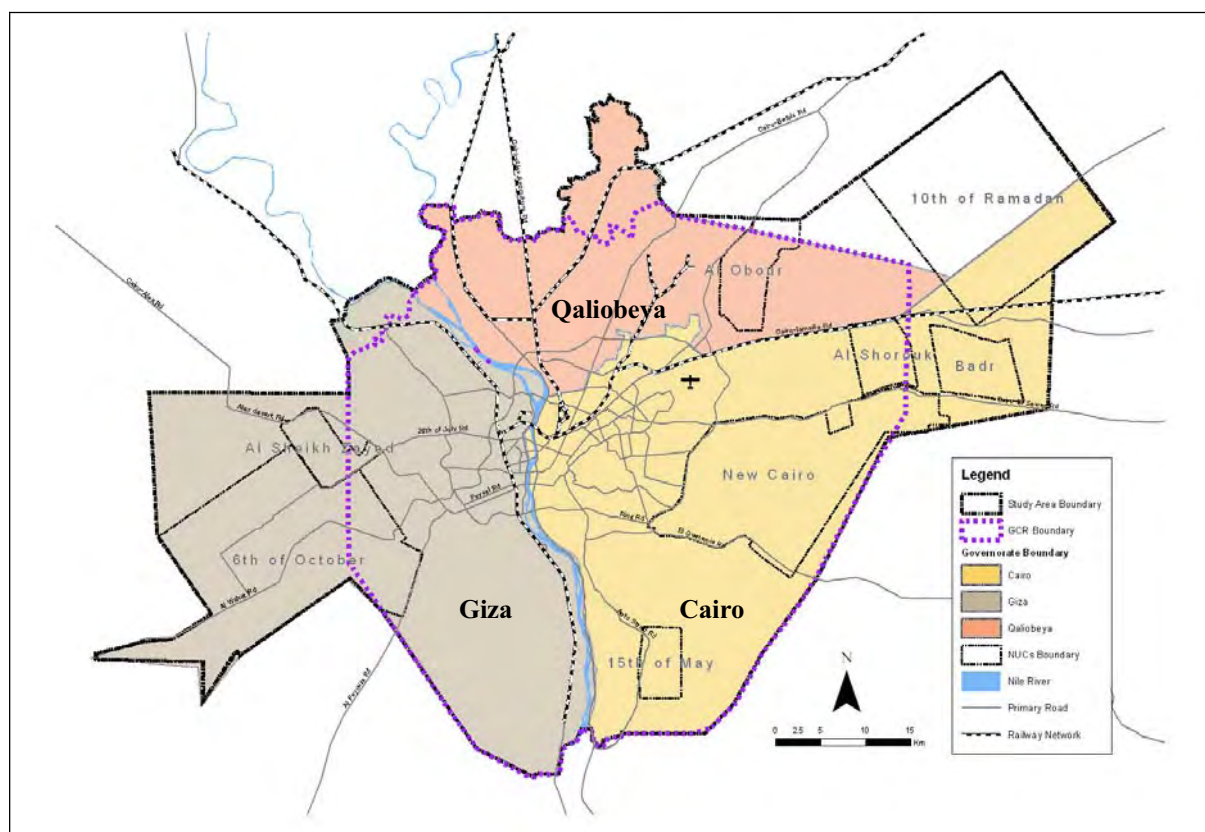 10th of Ramadan
Al Obour
Qaliobeya
Al Shorouk
Badr
26th of July Rd
Al Sheikh Zayed
New Cairo
Ring Rd
6th of October
Giza
Cairo
15th of May
N
0 2.5 5 10 15
Km
Legend
Study Area Boundary
GCR Boundary
Governorate Boundary
Cairo
Giza
Qaliobeya
NUCs Boundary
Nile River
Primary Road
Railway Network